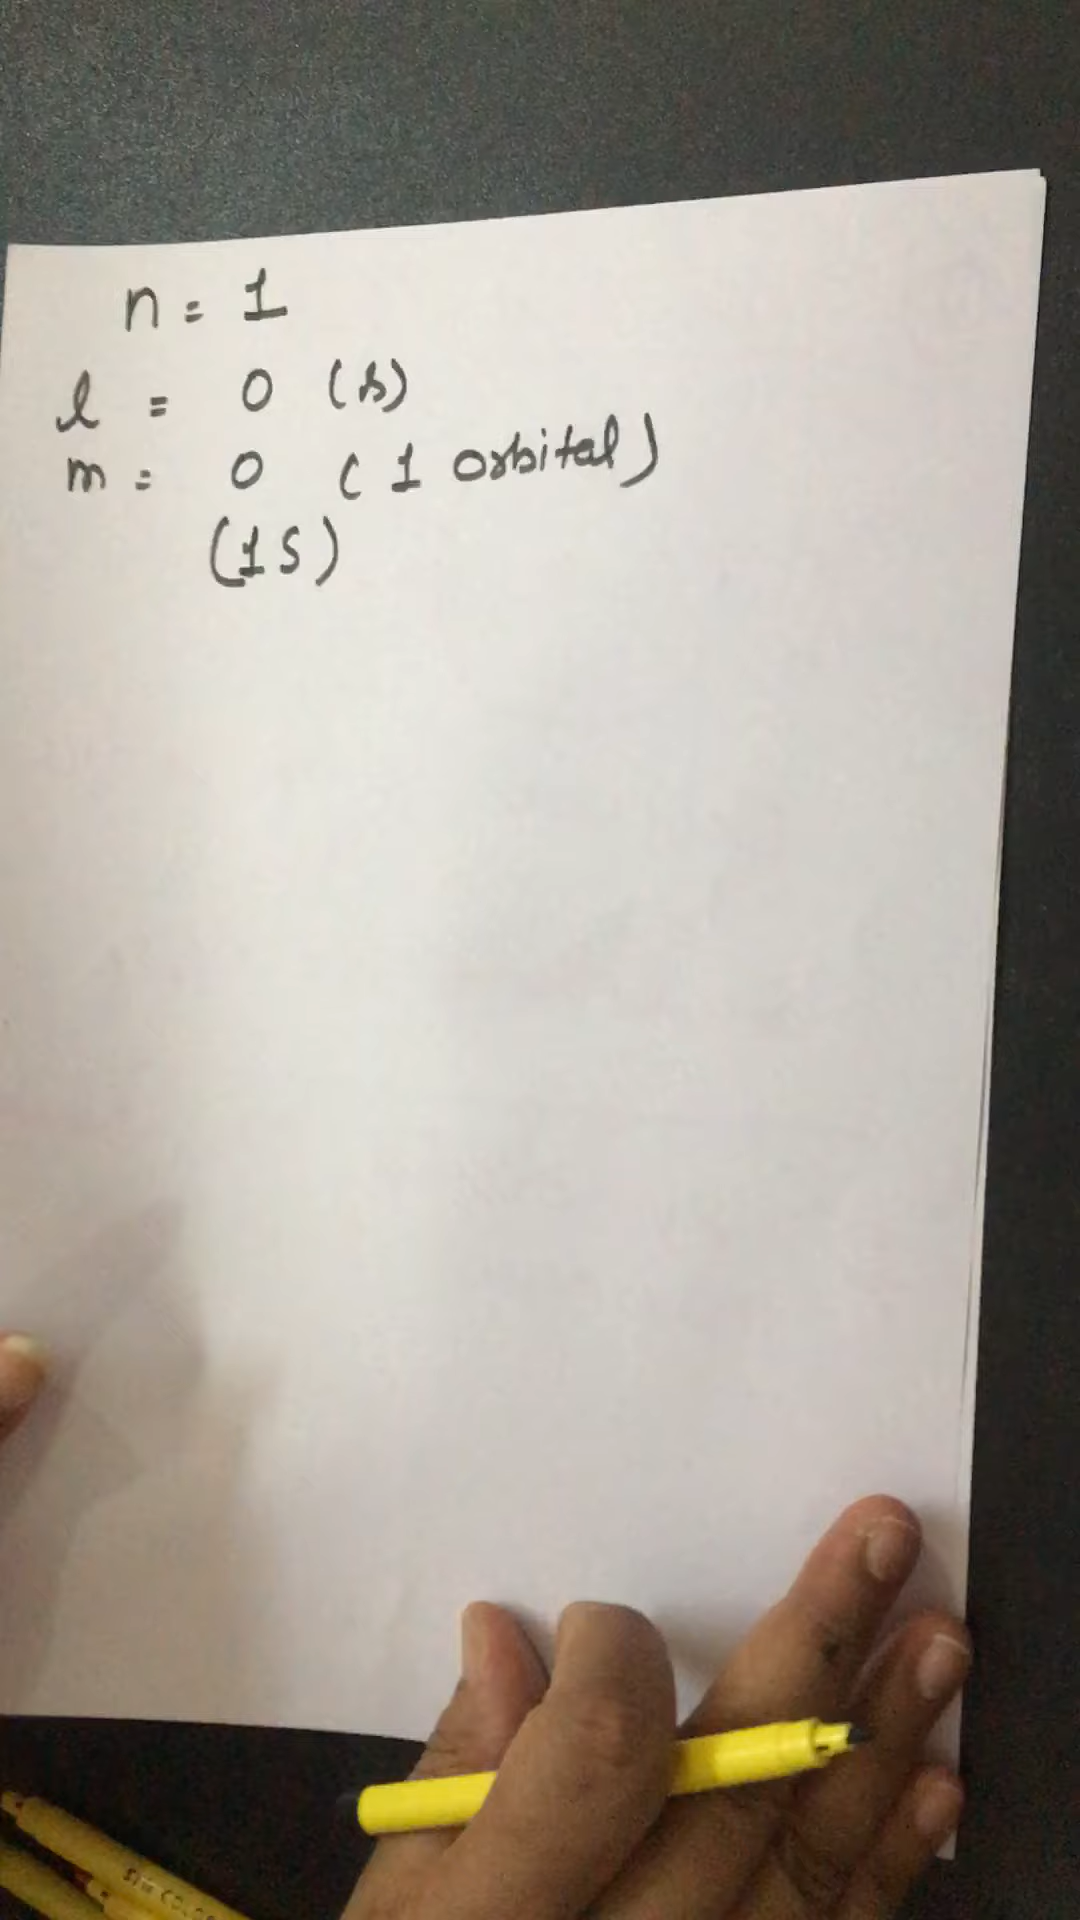 n = 1
l = 0 (s)
m = 0 (1 orbital)
(1S)